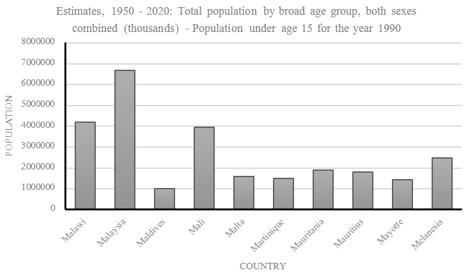 Estimates, 1950 - 2020: Total population by broad age group, both sexes
combined (thousands) - Population under age 15 for the year 1990
8000000
7000000
6000000
5000000
4000000
3000000
2000000
1000000
0
POPULATION
Malawi
Malaysia
Maldives
Mali
Malta
Martinique
Mauritania
Mauritius
Mayotte
Melanesia
COUNTRY